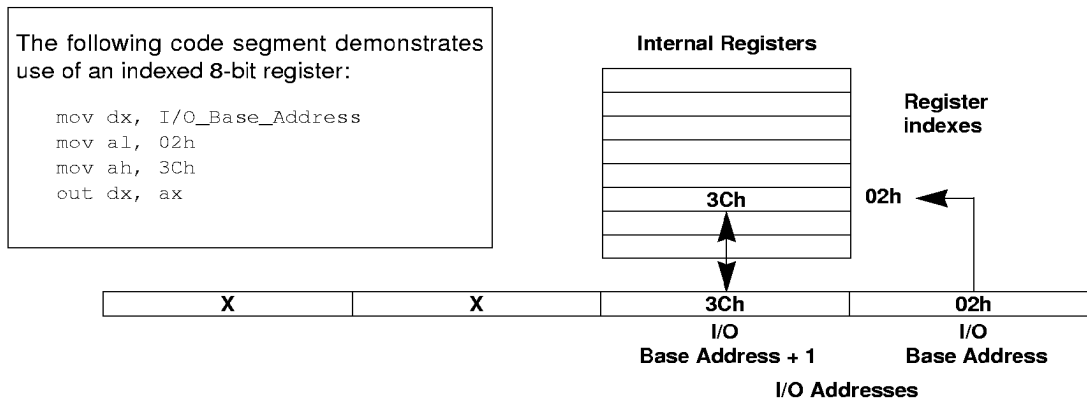 The following code segment demonstrates
use of an indexed 8-bit register:
mov dx, I/O_Base_Address
mov al, 02h
mov ah, 3Ch
out dx, ax
Internal Registers
Register
indexes
3Ch
02h
X X 3Ch 02h
I/O I/O
Base Address + 1 Base Address
I/O Addresses